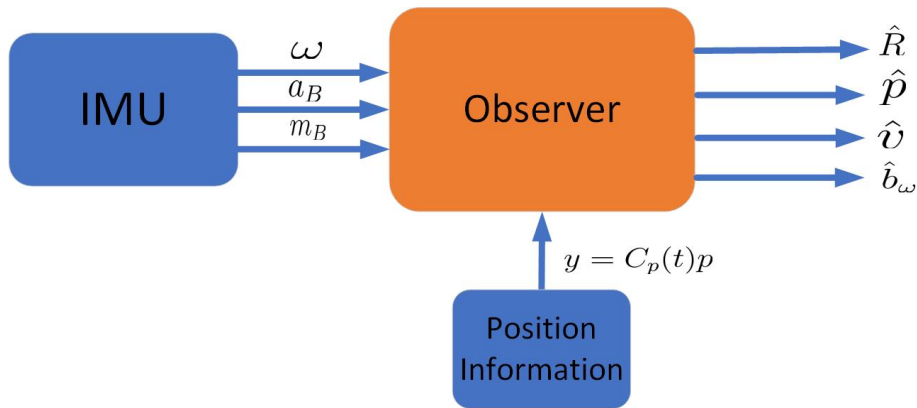 IMU
ω
a_B
m_B
Observer
R̂
p̂
v̂
b̂_ω
y = C_p(t)p
Position
Information